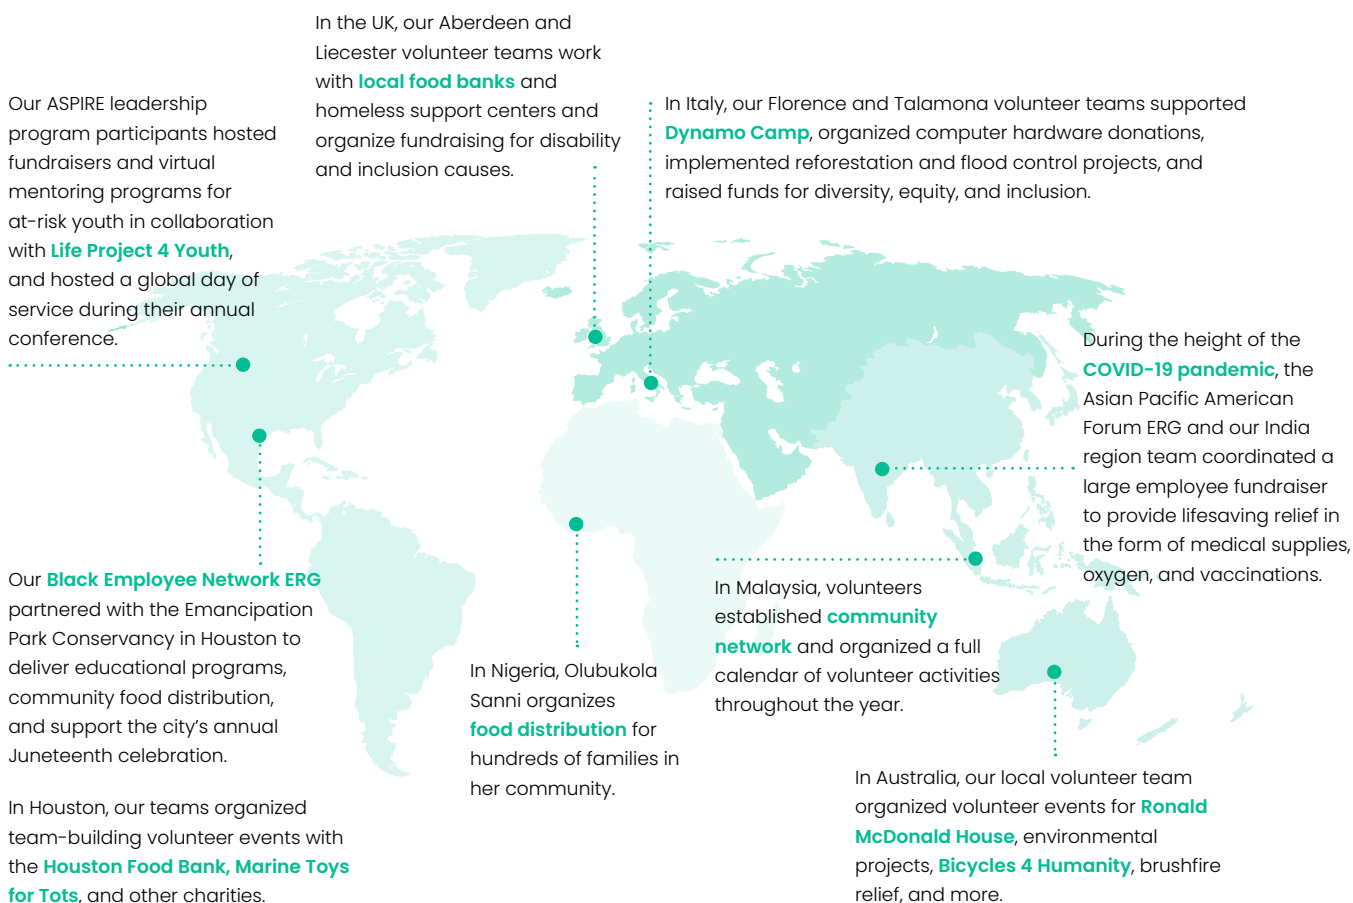 In the UK, our Aberdeen and
Liecester volunteer teams work
with local food banks and
homeless support centers and
organize fundraising for disability
and inclusion causes.
Our ASPIRE leadership
program participants hosted
fundraisers and virtual
mentoring programs for
at-risk youth in collaboration
with Life Project 4 Youth,
and hosted a global day of
service during their annual
conference.
In Italy, our Florence and Talamona volunteer teams supported
Dynamo Camp, organized computer hardware donations,
implemented reforestation and flood control projects, and
raised funds for diversity, equity, and inclusion.
During the height of the
COVID-19 pandemic, the
Asian Pacific American
Forum ERG and our India
region team coordinated a
large employee fundraiser
to provide lifesaving relief in
the form of medical supplies,
oxygen, and vaccinations.
Our Black Employee Network ERG
partnered with the Emancipation
Park Conservancy in Houston to
deliver educational programs,
community food distribution,
and support the city's annual
Juneteenth celebration.
In Houston, our teams organized
team-building volunteer events with
the Houston Food Bank, Marine Toys
for Tots, and other charities.
In Nigeria, Olubukola
Sanni organizes
food distribution for
hundreds of families in
her community.
In Malaysia, volunteers
established community
network and organized a full
calendar of volunteer activities
throughout the year.
In Australia, our local volunteer team
organized volunteer events for Ronald
McDonald House, environmental
projects, Bicycles 4 Humanity, brushfire
relief, and more.